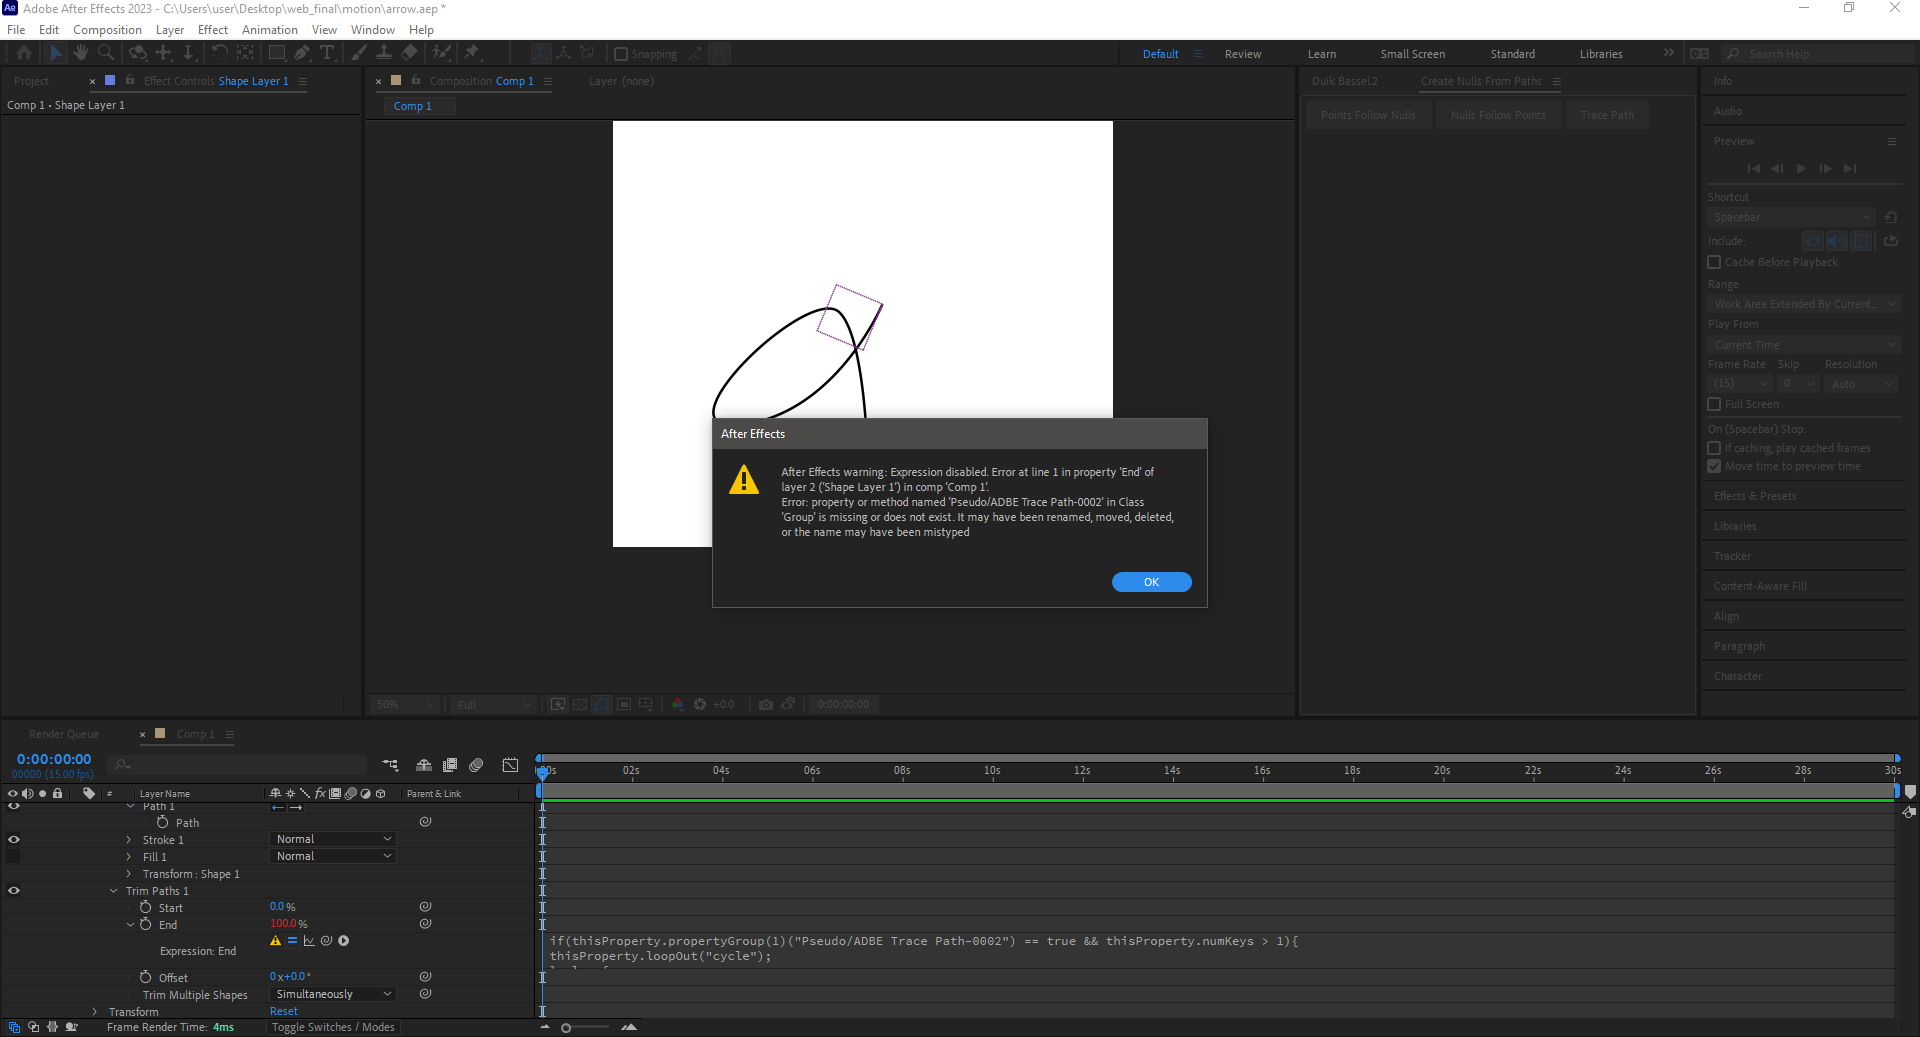 Adobe After Effects 2023 - C:\Users\user\Desktop\web_final\motion\arrow.aep *
File Edit Composition Layer Effect Animation View Window Help
Snapping
Default
Review
Learn
Small Screen
Standard
Libraries
Search Help
Project
Effect Controls Shape Layer 1
Comp 1 • Shape Layer 1
Composition Comp 1
Layer (none)
Comp 1
Duik Bassel.2
Create Nulls From Paths
Points Follow Nulls
Nulls Follow Points
Trace Path
Info
Audio
Preview
Shortcut
Spacebar
Include:
Cache Before Playback
Range
Work Area Extended By Current...
Play From
Current Time
Frame Rate Skip Resolution
(15) 0 Auto
Full Screen
On (Spacebar) Stop:
If caching, play cached frames
Move time to preview time
Effects & Presets
Libraries
Tracker
Content-Aware Fill
Align
Paragraph
Character
After Effects
After Effects warning: Expression disabled. Error at line 1 in property 'End' of
layer 2 ('Shape Layer 1') in comp 'Comp 1'.
Error: property or method named 'Pseudo/ADBE Trace Path-0002' in Class
'Group' is missing or does not exist. It may have been renamed, moved, deleted,
or the name may have been mistyped
OK
50% Full +0.0 0:00:00:00
Render Queue
Comp 1
0:00:00:00
00000 (15.00 fps)
02s 04s 06s 08s 10s 12s 14s 16s 18s 20s 22s 24s 26s 28s 30s
# Layer Name Parent & Link
Path 1
Path
Stroke 1 Normal
Fill 1 Normal
Transform : Shape 1
Trim Paths 1
Start 0.0 %
End 100.0 %
Expression: End
if(thisProperty.propertyGroup(1)("Pseudo/ADBE Trace Path-0002") == true && thisProperty.numKeys > 1){
thisProperty.loopOut("cycle");
Offset 0 x+0.0 °
Trim Multiple Shapes Simultaneously
Transform Reset
Frame Render Time: 4ms Toggle Switches / Modes